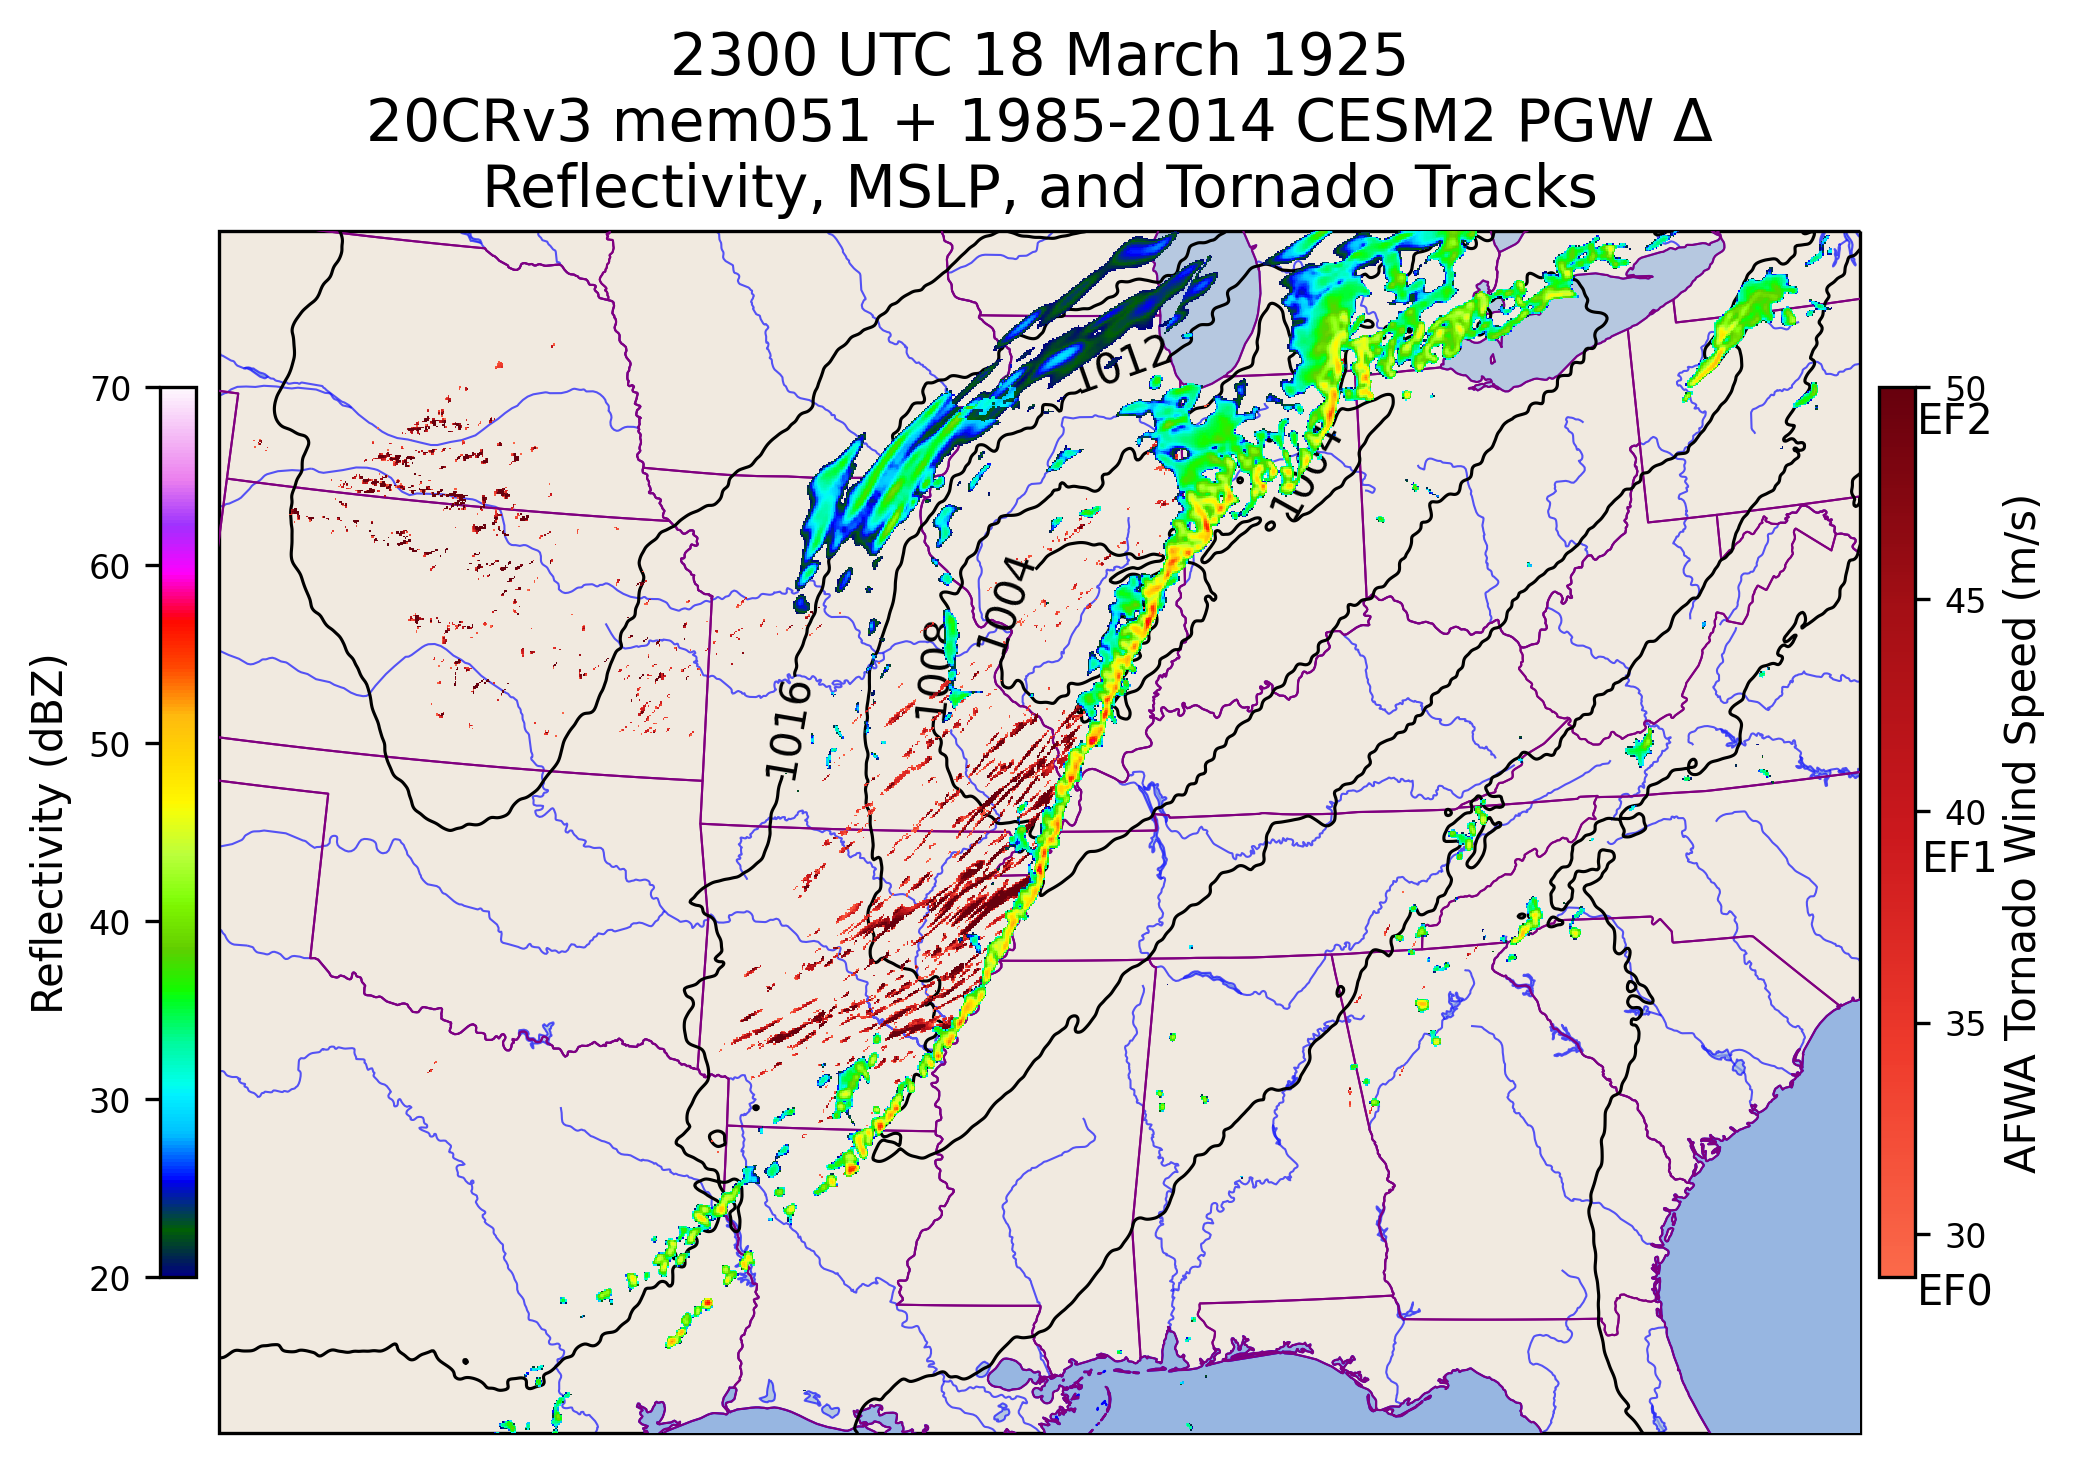 2300 UTC 18 March 1925
20CRv3 mem051 + 1985-2014 CESM2 PGW Δ
Reflectivity, MSLP, and Tornado Tracks
70
60
50
40
30
20
Reflectivity (dBZ)
1012
1004
1004
1008
1016
50
EF2
45
40
EF1
35
30
EF0
AFWA Tornado Wind Speed (m/s)